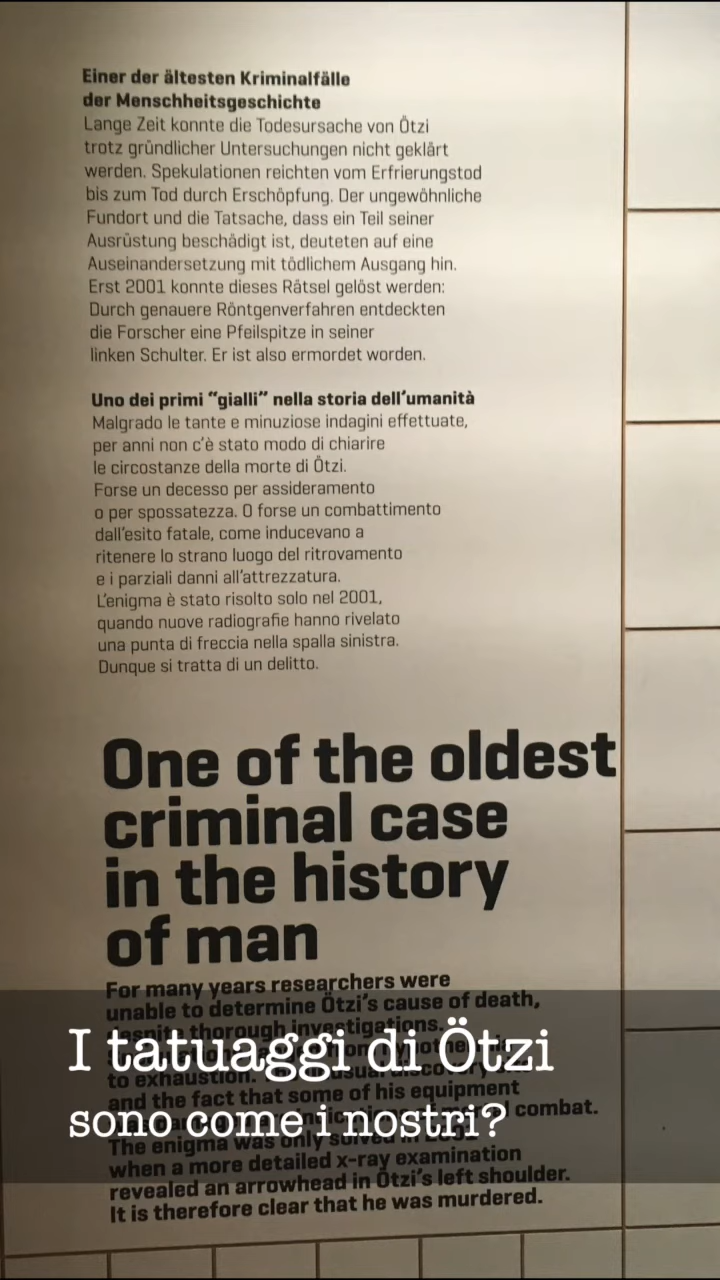 Einer der ältesten Kriminalfälle
der Menschheitsgeschichte
Lange Zeit konnte die Todesursache von Ötzi
trotz gründlicher Untersuchungen nicht geklärt
werden. Spekulationen reichten vom Erfrierungstod
bis zum Tod durch Erschöpfung. Der ungewöhnliche
Fundort und die Tatsache, dass ein Teil seiner
Ausrüstung beschädigt ist, deuteten auf eine
Auseinandersetzung mit tödlichem Ausgang hin.
Erst 2001 konnte dieses Rätsel gelöst werden:
Durch genauere Röntgenverfahren entdeckten
die Forscher eine Pfeilspitze in seiner
linken Schulter. Er ist also ermordet worden.
Uno dei primi “gialli” nella storia dell’umanità
Malgrado le tante e minuziose indagini effettuate,
per anni non c’è stato modo di chiarire
le circostanze della morte di Ötzi.
Forse un decesso per assideramento
o per spossatezza. O forse un combattimento
dall’esito fatale, come inducevano a
ritenere lo strano luogo del ritrovamento
e i parziali danni all’attrezzatura.
L’enigma è stato risolto solo nel 2001,
quando nuove radiografie hanno rivelato
una punta di freccia nella spalla sinistra.
Dunque si tratta di un delitto.
One of the oldest
criminal case
in the history
of man
For many years researchers were
unable to determine Ötzi’s cause of death,
despite thorough investigations.
I tatuaggi di Ötzi
to exhaustion.
and the fact that some of his equipment
combat.
sono come i nostri?
The enigma was only solved in
when a more detailed x-ray examination
revealed an arrowhead in Ötzi’s left shoulder.
It is therefore clear that he was murdered.